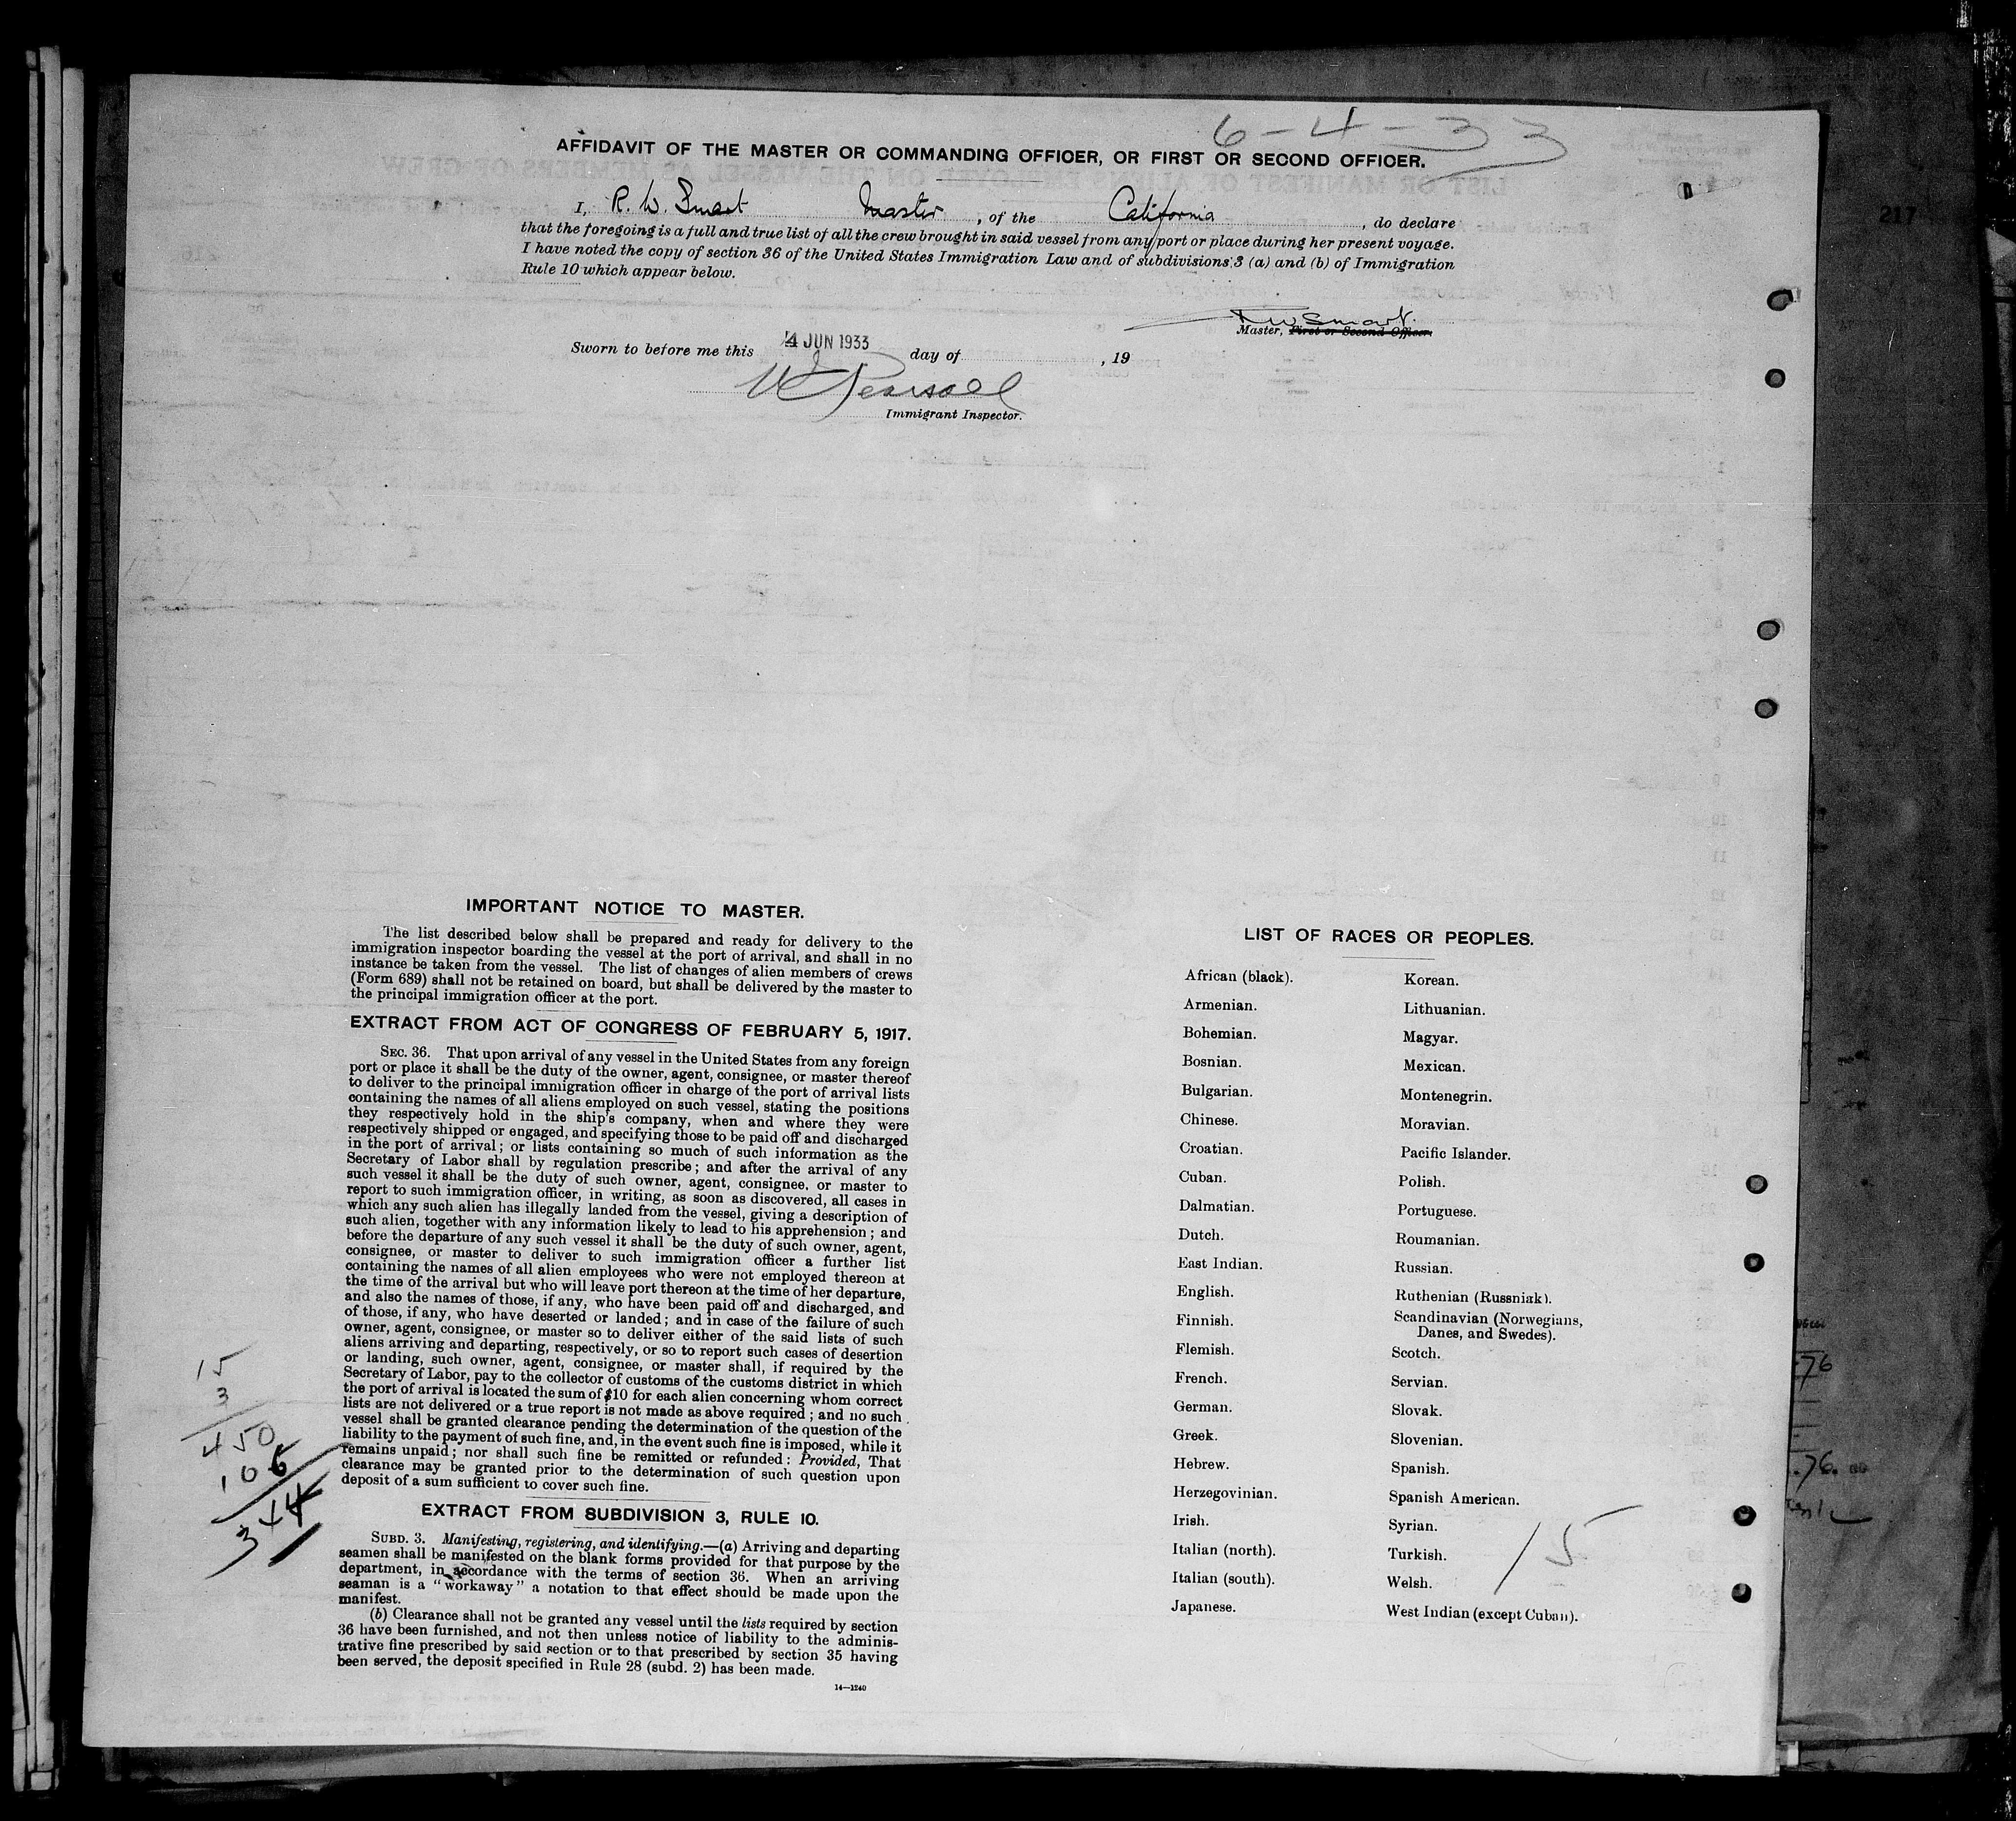 6-4-33
AFFIDAVIT OF THE MASTER OR COMMANDING OFFICER, OR FIRST OR SECOND OFFICER.
I, R. W. Smart Master, of the California, do declare
that the foregoing is a full and true list of all the crew brought in said vessel from any port or place during her present voyage.
I have noted the copy of section 36 of the United States Immigration Law and of subdivisions 3 (a) and (b) of Immigration
Rule 10 which appear below.
R W Smart.
Master, First or Second Officer.
Sworn to before me this 4 JUN 1933 day of , 19
Immigrant Inspector.
217
IMPORTANT NOTICE TO MASTER.
The list described below shall be prepared and ready for delivery to the
immigration inspector boarding the vessel at the port of arrival, and shall in no
instance be taken from the vessel. The list of changes of alien members of crews
(Form 689) shall not be retained on board, but shall be delivered by the master to
the principal immigration officer at the port.
EXTRACT FROM ACT OF CONGRESS OF FEBRUARY 5, 1917.
SEC. 36. That upon arrival of any vessel in the United States from any foreign
port or place it shall be the duty of the owner, agent, consignee, or master thereof
to deliver to the principal immigration officer in charge of the port of arrival lists
containing the names of all aliens employed on such vessel, stating the positions
they respectively hold in the ship's company, when and where they were
respectively shipped or engaged, and specifying those to be paid off and discharged
in the port of arrival; or lists containing so much of such information as the
Secretary of Labor shall by regulation prescribe; and after the arrival of any
such vessel it shall be the duty of such owner, agent, consignee, or master to
report to such immigration officer, in writing, as soon as discovered, all cases in
which any such alien has illegally landed from the vessel, giving a description of
such alien, together with any information likely to lead to his apprehension; and
before the departure of any such vessel it shall be the duty of such owner, agent,
consignee, or master to deliver to such immigration officer a further list
containing the names of all alien employees who were not employed thereon at
the time of the arrival but who will leave port thereon at the time of her departure,
and also the names of those, if any, who have been paid off and discharged, and
of those, if any, who have deserted or landed; and in case of the failure of such
owner, agent, consignee, or master so to deliver either of the said lists of such
aliens arriving and departing, respectively, or so to report such cases of desertion
or landing, such owner, agent, consignee, or master shall, if required by the
Secretary of Labor, pay to the collector of customs of the customs district in which
the port of arrival is located the sum of $10 for each alien concerning whom correct
lists are not delivered or a true report is not made as above required; and no such
vessel shall be granted clearance pending the determination of the question of the
liability to the payment of such fine, and, in the event such fine is imposed, while it
remains unpaid; nor shall such fine be remitted or refunded: Provided, That
clearance may be granted prior to the determination of such question upon
deposit of a sum sufficient to cover such fine.
EXTRACT FROM SUBDIVISION 3, RULE 10.
SUBD. 3. Manifesting, registering, and identifying.—(a) Arriving and departing
seamen shall be manifested on the blank forms provided for that purpose by the
department, in accordance with the terms of section 36. When an arriving
seaman is a "workaway" a notation to that effect should be made upon the
manifest.
(b) Clearance shall not be granted any vessel until the lists required by section
36 have been furnished, and not then unless notice of liability to the adminis-
trative fine prescribed by said section or to that prescribed by section 35 having
been served, the deposit specified in Rule 28 (subd. 2) has been made.
14—1240
15
3
450
106
344
LIST OF RACES OR PEOPLES.
African (black).
Armenian.
Bohemian.
Bosnian.
Bulgarian.
Chinese.
Croatian.
Cuban.
Dalmatian.
Dutch.
East Indian.
English.
Finnish.
Flemish.
French.
German.
Greek.
Hebrew.
Herzegovinian.
Irish.
Italian (north).
Italian (south).
Japanese.
Korean.
Lithuanian.
Magyar.
Mexican.
Montenegrin.
Moravian.
Pacific Islander.
Polish.
Portuguese.
Roumanian.
Russian.
Ruthenian (Russniak).
Scandinavian (Norwegians,
Danes, and Swedes).
Scotch.
Servian.
Slovak.
Slovenian.
Spanish.
Spanish American.
Syrian.
Turkish.
Welsh.
West Indian (except Cuban).
15
76
76.